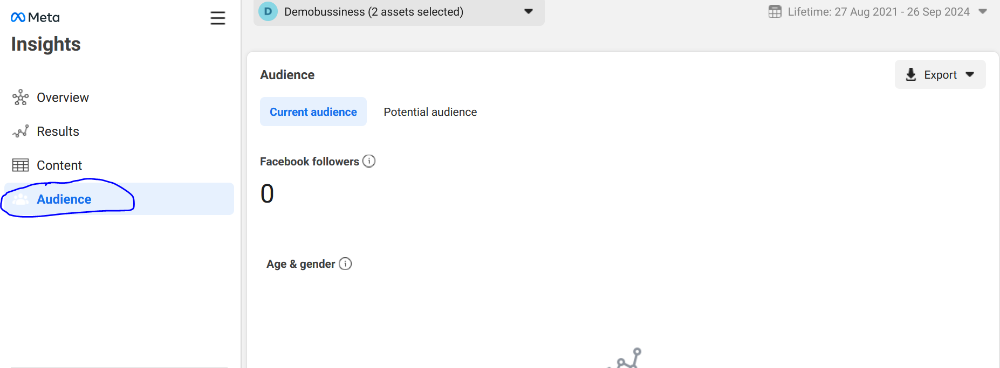 Meta
Insights
Overview
Results
Content
Audience
D Demobussiness (2 assets selected)
Lifetime: 27 Aug 2021 - 26 Sep 2024
Audience
Export
Current audience
Potential audience
Facebook followers
0
Age & gender